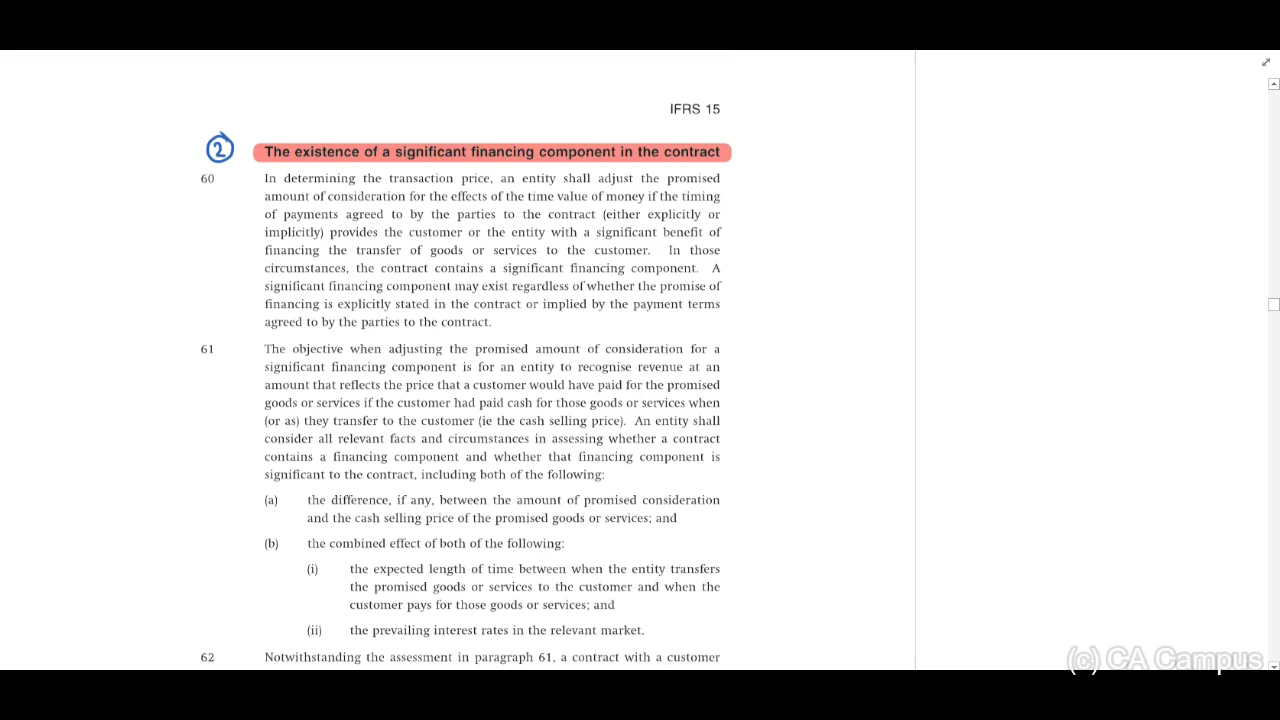 IFRS 15
2 The existence of a significant financing component in the contract
60 In determining the transaction price, an entity shall adjust the promised
amount of consideration for the effects of the time value of money if the timing
of payments agreed to by the parties to the contract (either explicitly or
implicitly) provides the customer or the entity with a significant benefit of
financing the transfer of goods or services to the customer. In those
circumstances, the contract contains a significant financing component. A
significant financing component may exist regardless of whether the promise of
financing is explicitly stated in the contract or implied by the payment terms
agreed to by the parties to the contract.
61 The objective when adjusting the promised amount of consideration for a
significant financing component is for an entity to recognise revenue at an
amount that reflects the price that a customer would have paid for the promised
goods or services if the customer had paid cash for those goods or services when
(or as) they transfer to the customer (ie the cash selling price). An entity shall
consider all relevant facts and circumstances in assessing whether a contract
contains a financing component and whether that financing component is
significant to the contract, including both of the following:
(a) the difference, if any, between the amount of promised consideration
and the cash selling price of the promised goods or services; and
(b) the combined effect of both of the following:
(i) the expected length of time between when the entity transfers
the promised goods or services to the customer and when the
customer pays for those goods or services; and
(ii) the prevailing interest rates in the relevant market.
62 Notwithstanding the assessment in paragraph 61, a contract with a customer
(c) CA Campus